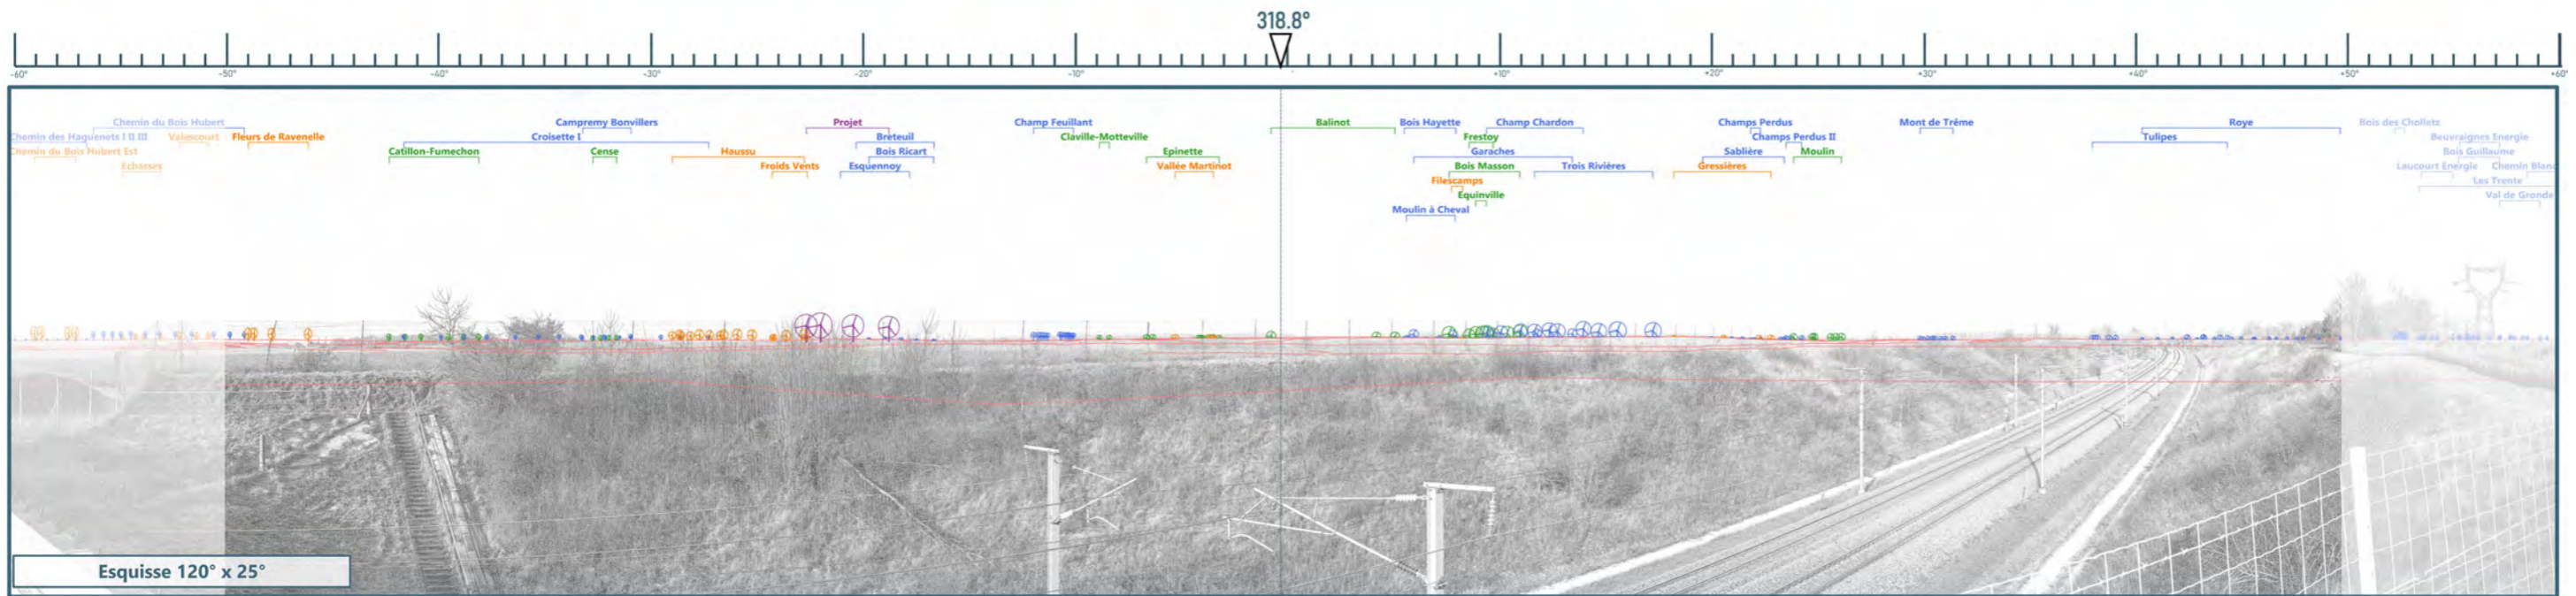 318.8°
-60° -50° -40° -30° -20° -10° +10° +20° +30° +40° +50° +60°
Chemin du Bois Hubert Campremy Bonvillers Projet Champ Feuillant Balinot Bois Hayette Champ Chardon Champs Perdus Mont de Trême Roye Bois des Cholletz
Chemin des Haguenets I II III Valescourt Fleurs de Ravenelle Croisette I Breteuil Claville-Motteville Frestoy Champs Perdus II Tulipes Beuvraignes Energie
Chemin du Bois Hubert Est Catillon-Fumechon Cense Haussu Bois Ricart Epinette Garaches Sablière Moulin Bois Guillaume
Echasses Froids Vents Esquennoy Vallée Martinot Bois Masson Trois Rivières Gressières Laucourt Energie Chemin Blanc
Filescamps Les Trente
Equinville Val de Gronde
Moulin à Cheval
Esquisse 120° x 25°